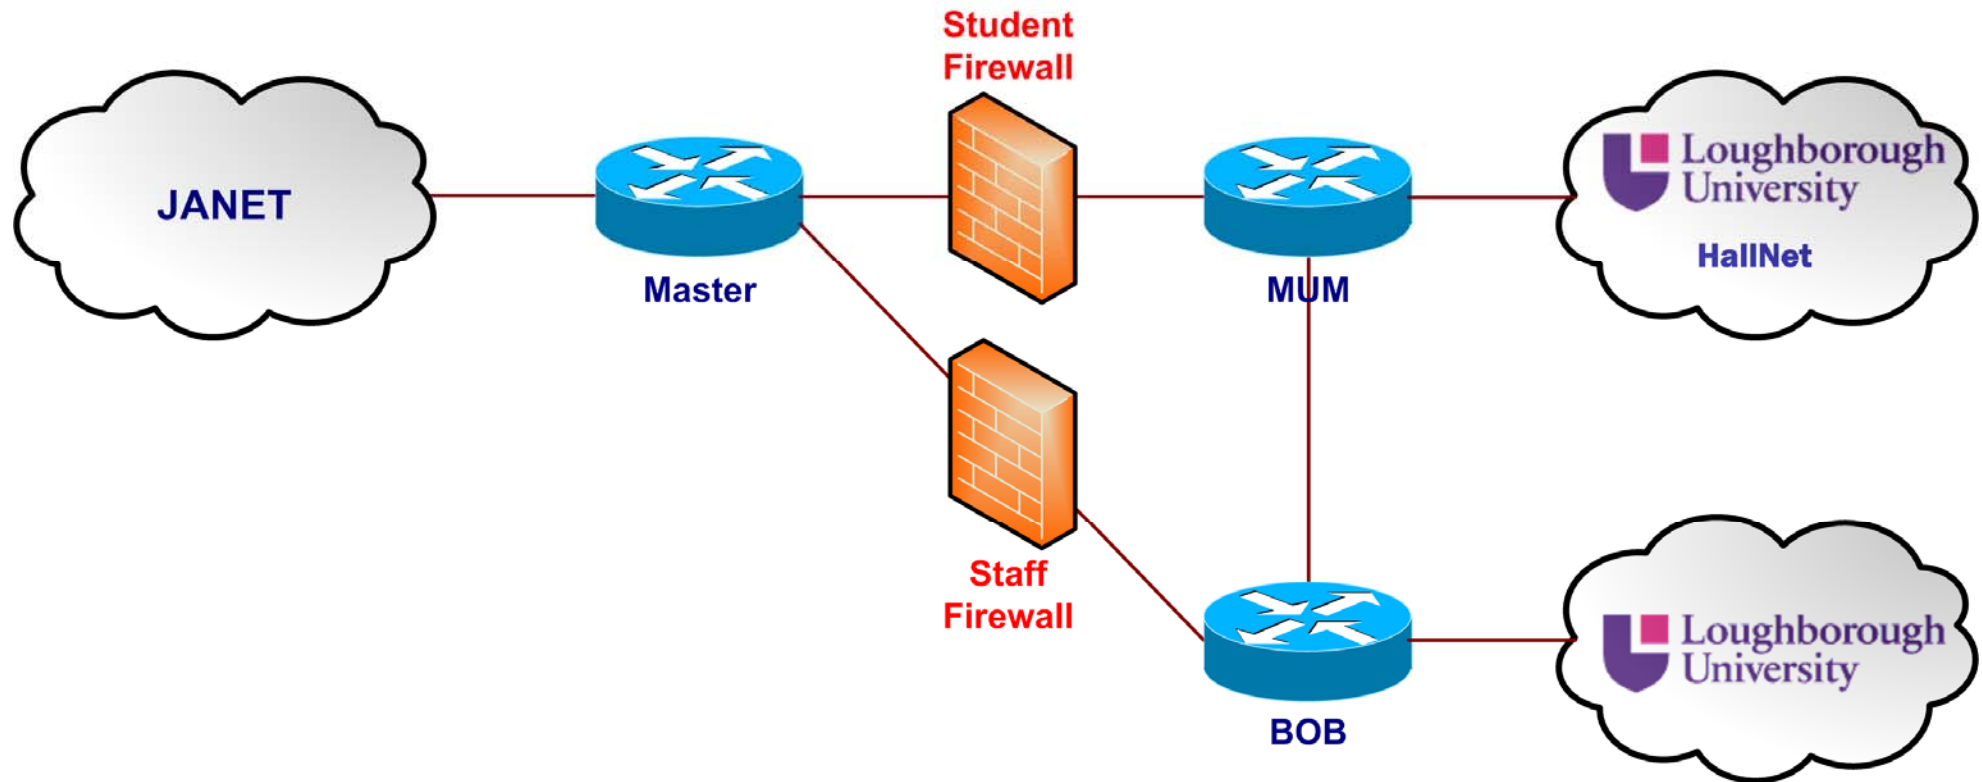 Student
Firewall
JANET
Master
MUM
Loughborough
University
HallNet
Staff
Firewall
BOB
Loughborough
University